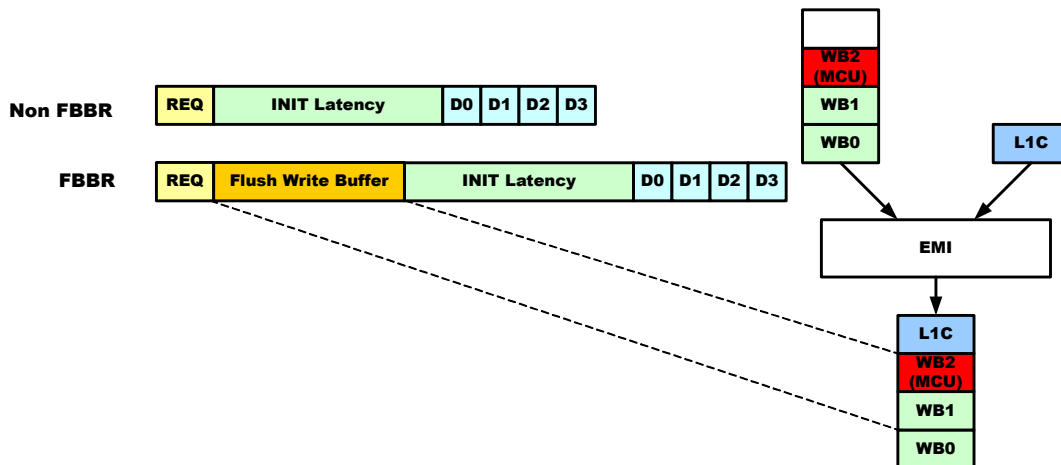 Non FBBR
REQ
INIT Latency
D0
D1
D2
D3
FBBR
REQ
Flush Write Buffer
INIT Latency
D0
D1
D2
D3
WB2
(MCU)
WB1
WB0
L1C
EMI
L1C
WB2
(MCU)
WB1
WB0